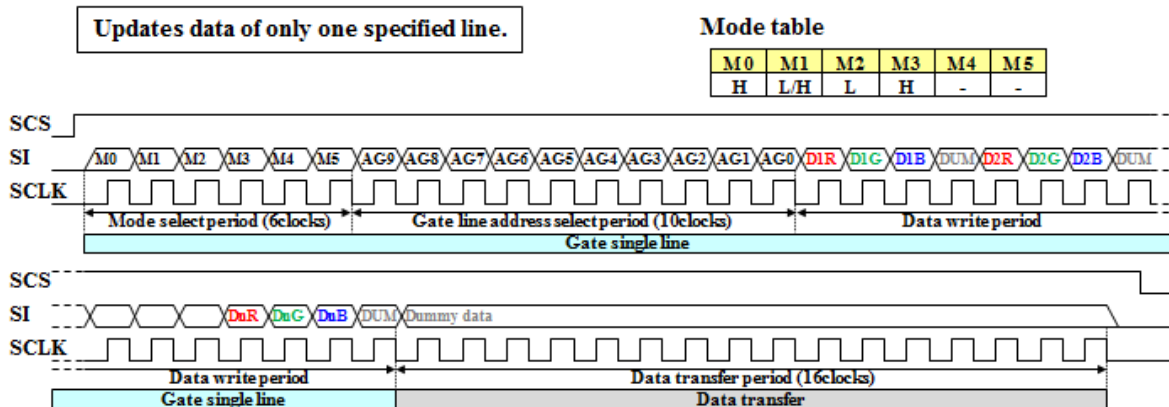 Updates data of only one specified line.
Mode table
M0 M1 M2 M3 M4 M5
H L/H L H - -
SCS
SI M0 M1 M2 M3 M4 M5 AG9 AG8 AG7 AG6 AG5 AG4 AG3 AG2 AG1 AG0 D1R D1G D1B DUM D2R D2G D2B DUM
SCLK
Mode select period (6clocks) Gate line address select period (10clocks) Data write period
Gate single line
SCS
SI DnR DnG DnB DUM Dummy data
SCLK
Data write period Data transfer period (16clocks)
Gate single line Data transfer